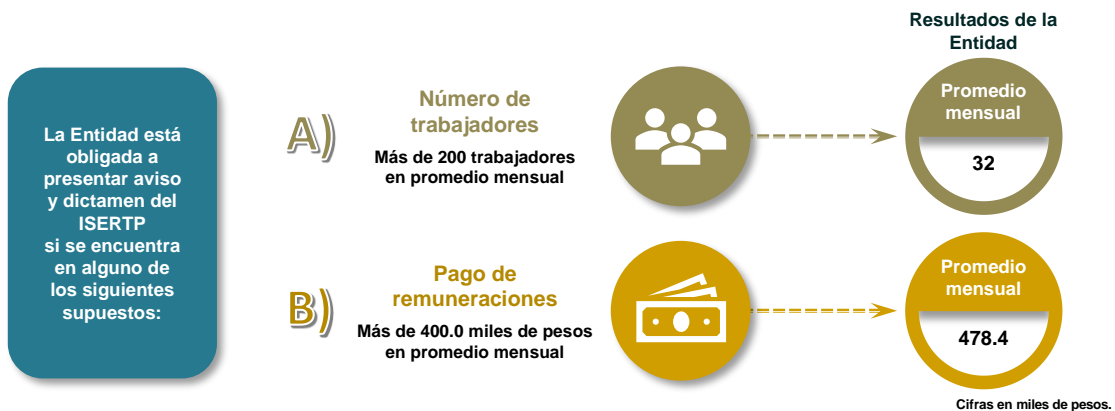 La Entidad está
obligada a
presentar aviso
y dictamen del
ISERTP
si se encuentra
en alguno de
los siguientes
supuestos:
A)
Número de
trabajadores
Más de 200 trabajadores
en promedio mensual
Resultados de la
Entidad
Promedio
mensual
32
B)
Pago de
remuneraciones
Más de 400.0 miles de pesos
en promedio mensual
Promedio
mensual
478.4
Cifras en miles de pesos.